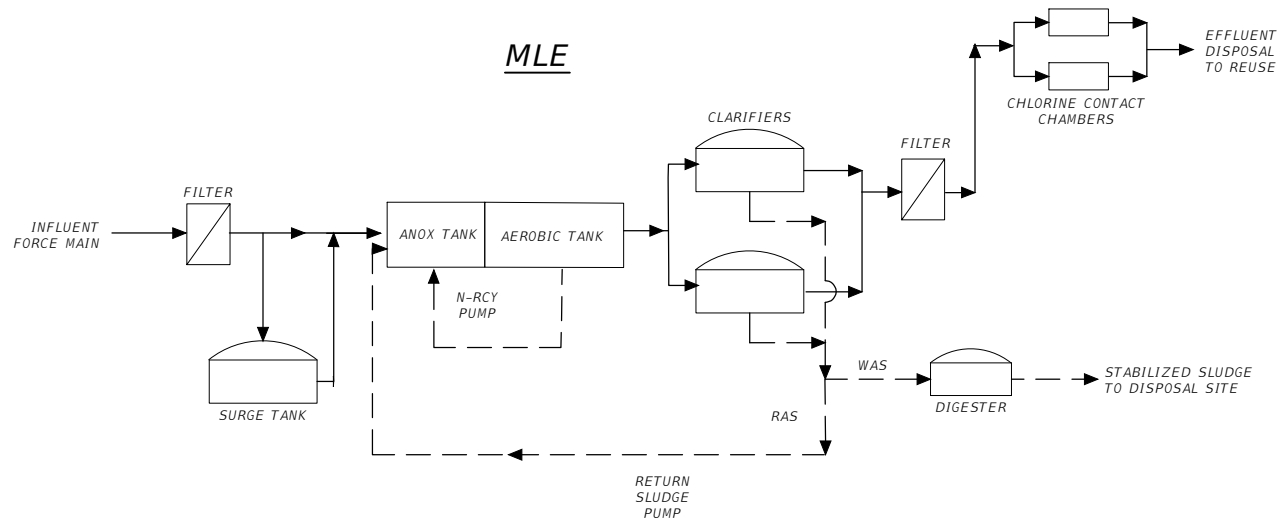 MLE
EFFLUENT
DISPOSAL
TO REUSE
CHLORINE CONTACT
CHAMBERS
CLARIFIERS
FILTER
FILTER
INFLUENT
FORCE MAIN
ANOX TANK
AEROBIC TANK
N-RCY
PUMP
SURGE TANK
WAS
STABILIZED SLUDGE
TO DISPOSAL SITE
DIGESTER
RAS
RETURN
SLUDGE
PUMP